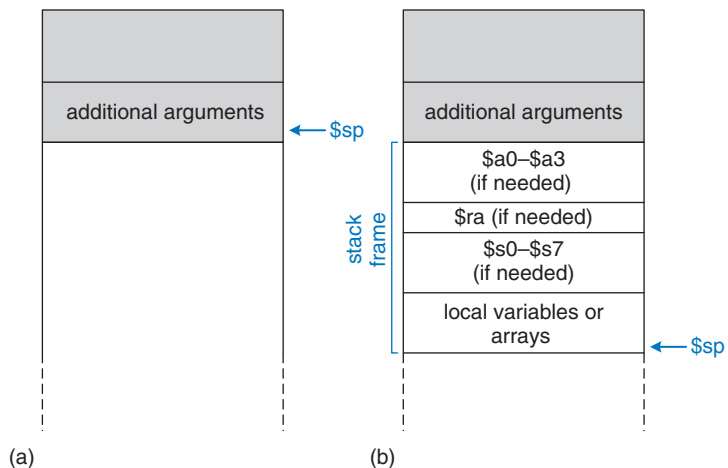 additional arguments
$sp
(a)
additional arguments
$sp
$a0–$a3
(if needed)
$ra (if needed)
$s0–$s7
(if needed)
local variables or
arrays
stack
frame
$sp
(b)